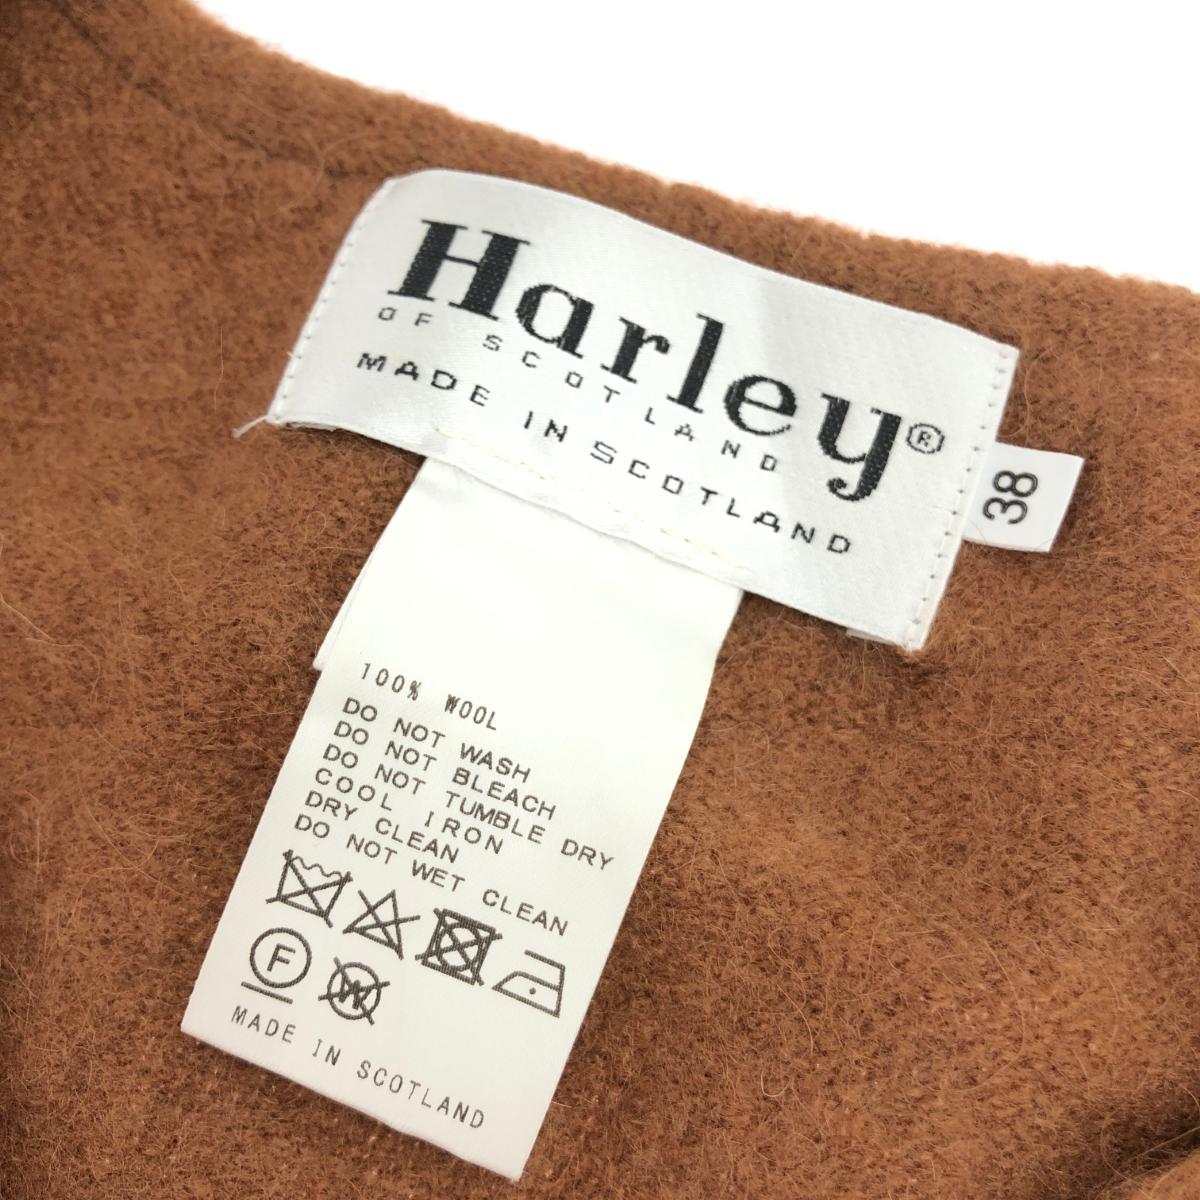 Harley®
OF SCOTLAND
MADE IN SCOTLAND
38
100% WOOL
DO NOT WASH
DO NOT BLEACH
DO NOT TUMBLE DRY
COOL IRON
DRY CLEAN
DO NOT WET CLEAN
F W
MADE IN SCOTLAND